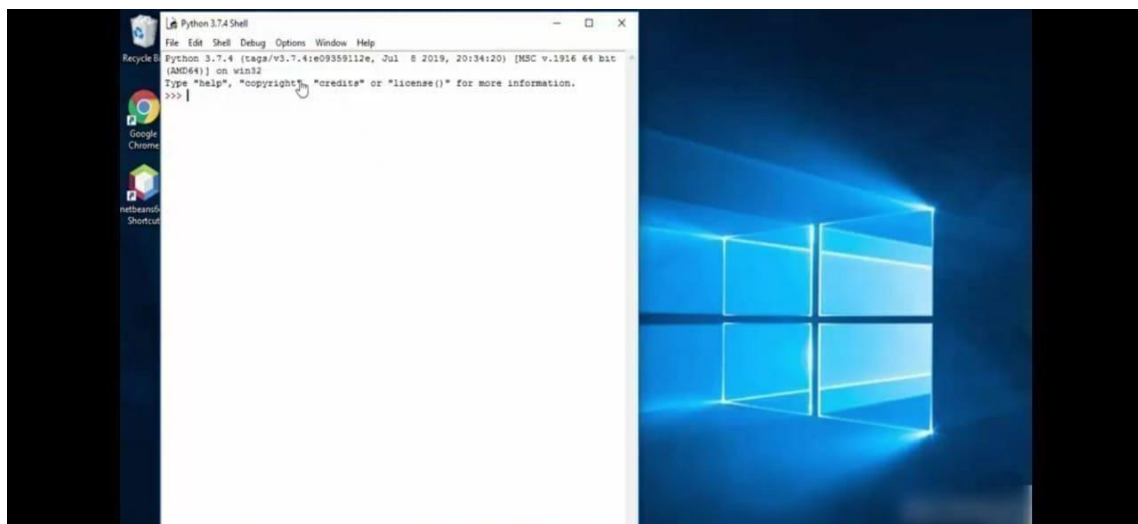 Python 3.7.4 Shell
File Edit Shell Debug Options Window Help
Python 3.7.4 (tags/v3.7.4:e09359112e, Jul 8 2019, 20:34:20) [MSC v.1916 64 bit
(AMD64)] on win32
Type "help", "copyright", "credits" or "license()" for more information.
>>>
Recycle B
Google
Chrome
netbeans6
Shortcut